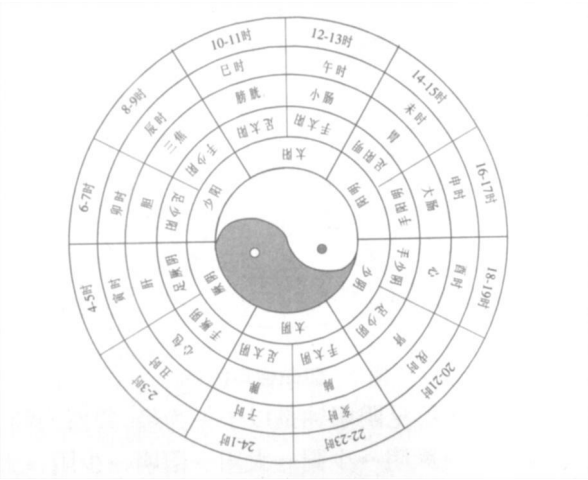 10-11时
12-13时
14-15时
16-17时
18-19时
20-21时
22-23时
24-1时
2-3时
4-5时
6-7时
8-9时
巳时
午时
未时
申时
酉时
戌时
亥时
子时
丑时
寅时
卯时
辰时
膀胱
小肠
胃
大肠
心
肾
肺
脾
心包
肝
胆
三焦
足太阳
手太阳
足阳明
手阳明
手少阴
足少阴
手太阴
足太阴
手厥阴
足厥阴
足少阳
手少阳
太阳
阳明
少阴
太阴
厥阴
少阳